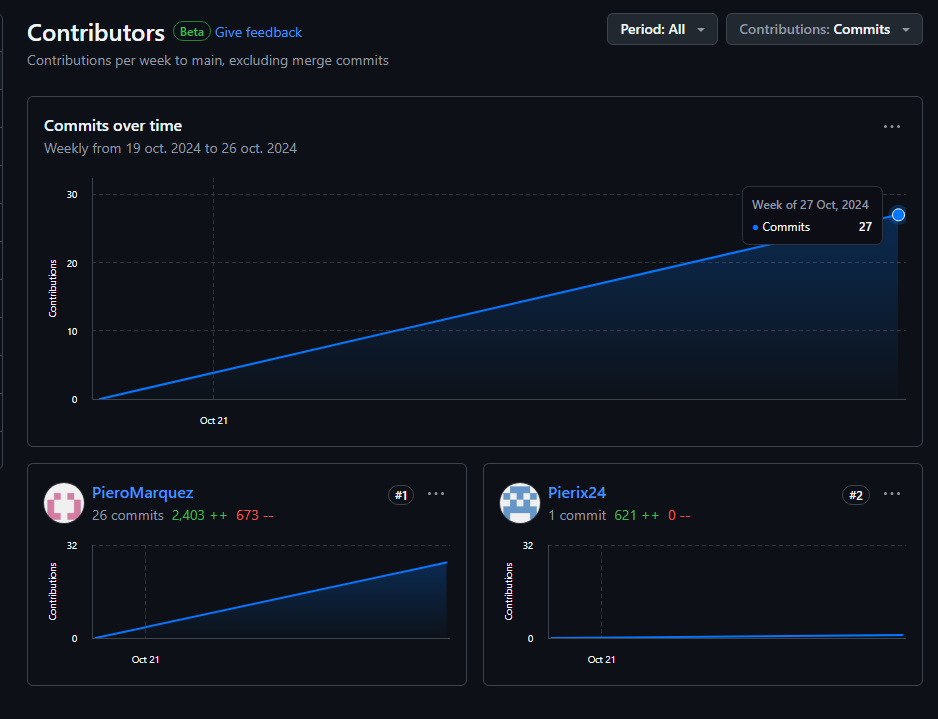 Contributors Beta Give feedback
Period: All
Contributions: Commits
Contributions per week to main, excluding merge commits
Commits over time
Weekly from 19 oct. 2024 to 26 oct. 2024
30
20
10
0
Contributions
Oct 21
Week of 27 Oct, 2024
Commits 27
PieroMarquez #1
26 commits 2,403 ++ 673 --
32
0
Contributions
Oct 21
Pierix24 #2
1 commit 621 ++ 0 --
32
0
Contributions
Oct 21